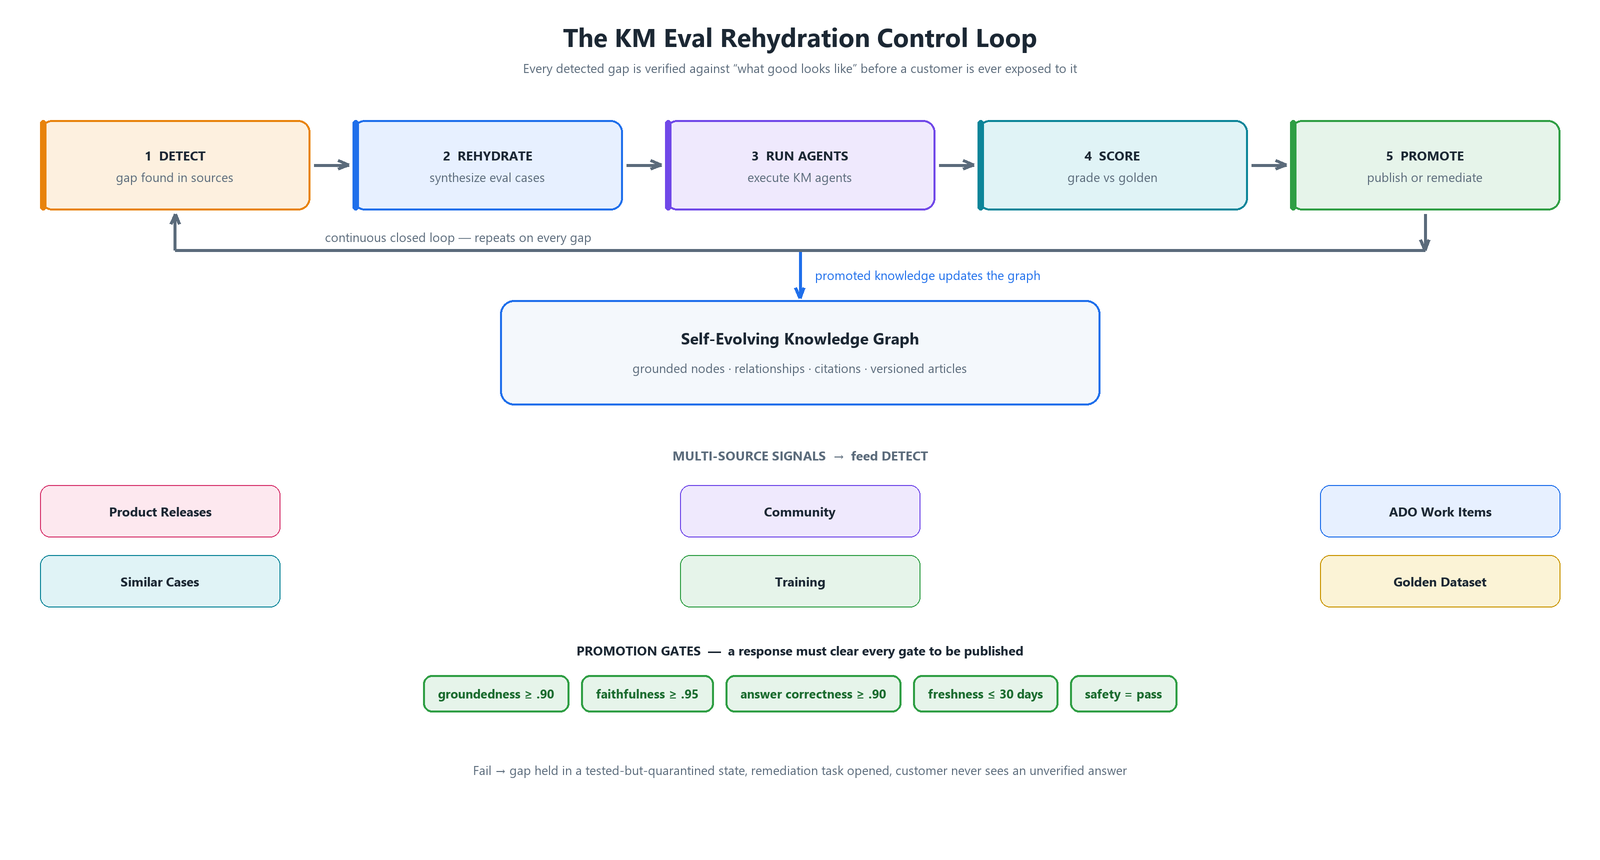 The KM Eval Rehydration Control Loop
Every detected gap is verified against “what good looks like” before a customer is ever exposed to it
1 DETECT
gap found in sources
2 REHYDRATE
synthesize eval cases
3 RUN AGENTS
execute KM agents
4 SCORE
grade vs golden
5 PROMOTE
publish or remediate
continuous closed loop — repeats on every gap
promoted knowledge updates the graph
Self-Evolving Knowledge Graph
grounded nodes · relationships · citations · versioned articles
MULTI-SOURCE SIGNALS → feed DETECT
Product Releases
Community
ADO Work Items
Similar Cases
Training
Golden Dataset
PROMOTION GATES — a response must clear every gate to be published
groundedness ≥ .90
faithfulness ≥ .95
answer correctness ≥ .90
freshness ≤ 30 days
safety = pass
Fail → gap held in a tested-but-quarantined state, remediation task opened, customer never sees an unverified answer